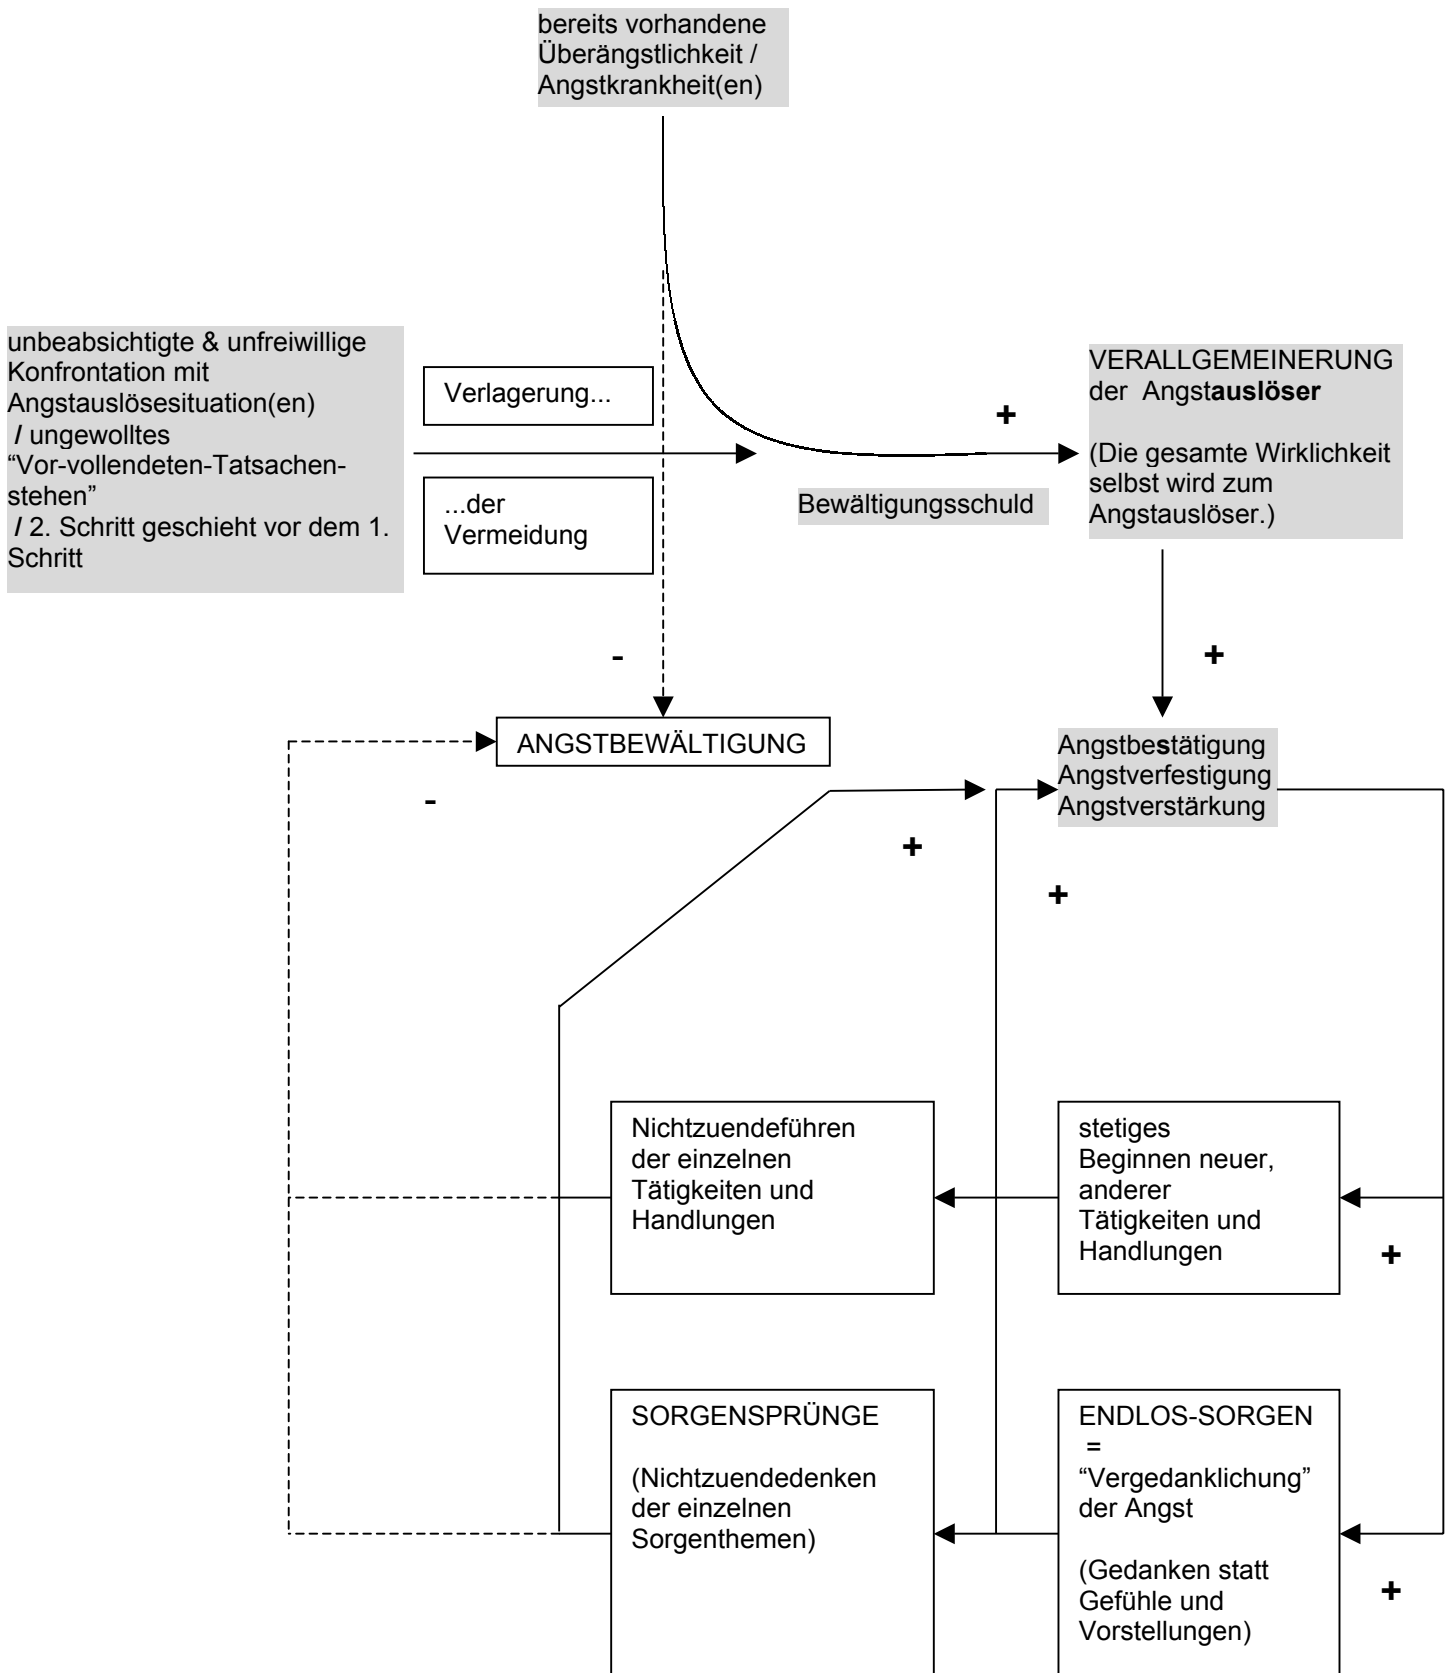 bereits vorhandene
Überängstlichkeit /
Angstkrankheit(en)
unbeabsichtigte & unfreiwillige
Konfrontation mit
Angstauslösesituation(en)
/ ungewolltes
“Vor-vollendeten-Tatsachen-
stehen”
/ 2. Schritt geschieht vor dem 1.
Schritt
Verlagerung...
...der
Vermeidung
+
Bewältigungsschuld
VERALLGEMEINERUNG
der Angstauslöser
(Die gesamte Wirklichkeit
selbst wird zum
Angstauslöser.)
-
+
ANGSTBEWÄLTIGUNG
-
Angstbestätigung
Angstverfestigung
Angstverstärkung
+
+
Nichtzuendeführen
der einzelnen
Tätigkeiten und
Handlungen
stetiges
Beginnen neuer,
anderer
Tätigkeiten und
Handlungen
+
SORGENSPRÜNGE
(Nichtzuendedenken
der einzelnen
Sorgenthemen)
ENDLOS-SORGEN
=
“Vergedanklichung”
der Angst
(Gedanken statt
Gefühle und
Vorstellungen)
+